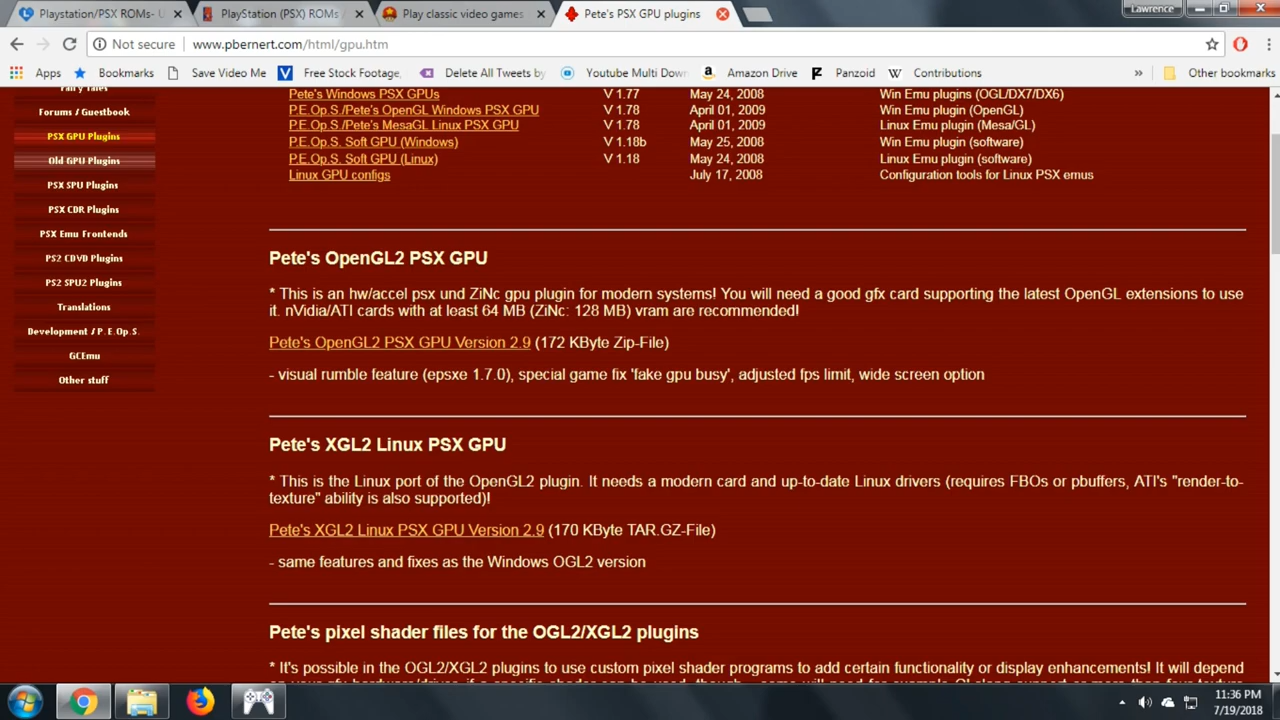 Playstation/PSX ROMs- U
PlayStation (PSX) ROMs
Play classic video games
Pete's PSX GPU plugins
Lawrence
Not secure
www.pbernert.com/html/gpu.htm
Apps
Bookmarks
Save Video Me
Free Stock Footage,
Delete All Tweets by
Youtube Multi Dow
Amazon Drive
Panzoid
Contributions
»
Other bookmarks
Fairy Tales
Forums / Guestbook
PSX GPU Plugins
Old GPU Plugins
PSX SPU Plugins
PSX CDR Plugins
PSX Emu Frontends
PS2 CDVD Plugins
PS2 SPU2 Plugins
Translations
Development / P.E.Op.S.
GCEmu
Other stuff
Pete's Windows PSX GPUs V 1.77 May 24, 2008 Win Emu plugins (OGL/DX7/DX6)
P.E.Op.S./Pete's OpenGL Windows PSX GPU V 1.78 April 01, 2009 Win Emu plugin (OpenGL)
P.E.Op.S./Pete's MesaGL Linux PSX GPU V 1.78 April 01, 2009 Linux Emu plugin (Mesa/GL)
P.E.Op.S. Soft GPU (Windows) V 1.18b May 25, 2008 Win Emu plugin (software)
P.E.Op.S. Soft GPU (Linux) V 1.18 May 24, 2008 Linux Emu plugin (software)
Linux GPU configs July 17, 2008 Configuration tools for Linux PSX emus
Pete's OpenGL2 PSX GPU
* This is an hw/accel psx und ZiNc gpu plugin for modern systems! You will need a good gfx card supporting the latest OpenGL extensions to use
it. nVidia/ATI cards with at least 64 MB (ZiNc: 128 MB) vram are recommended!
Pete's OpenGL2 PSX GPU Version 2.9 (172 KByte Zip-File)
- visual rumble feature (epsxe 1.7.0), special game fix 'fake gpu busy', adjusted fps limit, wide screen option
Pete's XGL2 Linux PSX GPU
* This is the Linux port of the OpenGL2 plugin. It needs a modern card and up-to-date Linux drivers (requires FBOs or pbuffers, ATI's "render-to-
texture" ability is also supported)!
Pete's XGL2 Linux PSX GPU Version 2.9 (170 KByte TAR.GZ-File)
- same features and fixes as the Windows OGL2 version
Pete's pixel shader files for the OGL2/XGL2 plugins
* It's possible in the OGL2/XGL2 plugins to use custom pixel shader programs to add certain functionality or display enhancements! It will depend
11:36 PM
7/19/2018